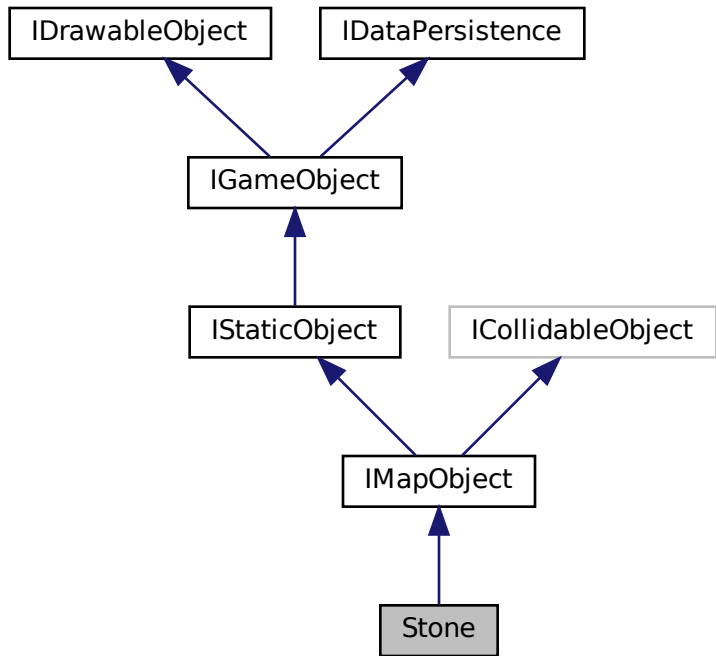 IDrawableObject
IDataPersistence
IGameObject
IStaticObject
ICollidableObject
IMapObject
Stone